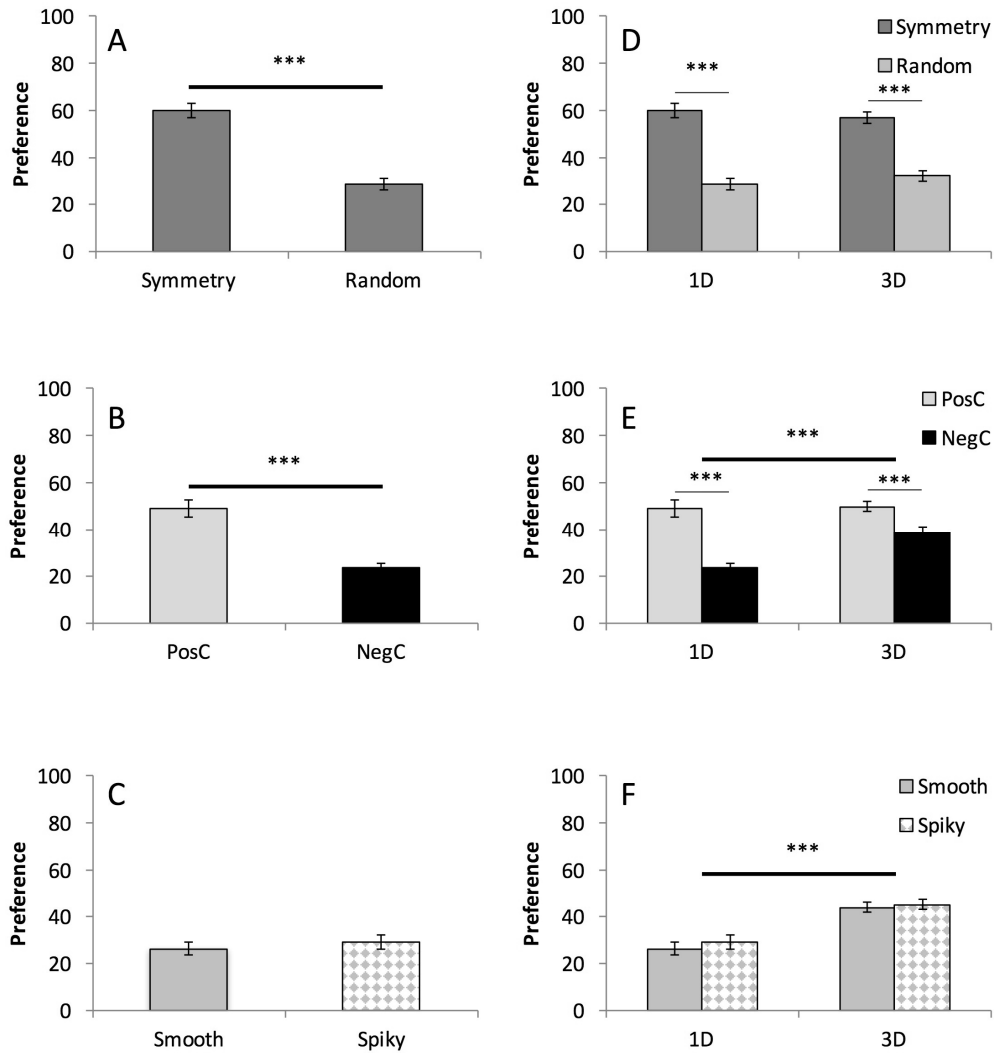 A
***
100
80
60
40
20
0
Preference
Symmetry Random
D
Symmetry
Random
***
***
100
80
60
40
20
0
Preference
1D 3D
B
***
100
80
60
40
20
0
Preference
PosC NegC
E
PosC
NegC
***
***
***
100
80
60
40
20
0
Preference
1D 3D
C
100
80
60
40
20
0
Preference
Smooth Spiky
F
Smooth
Spiky
***
100
80
60
40
20
0
Preference
1D 3D